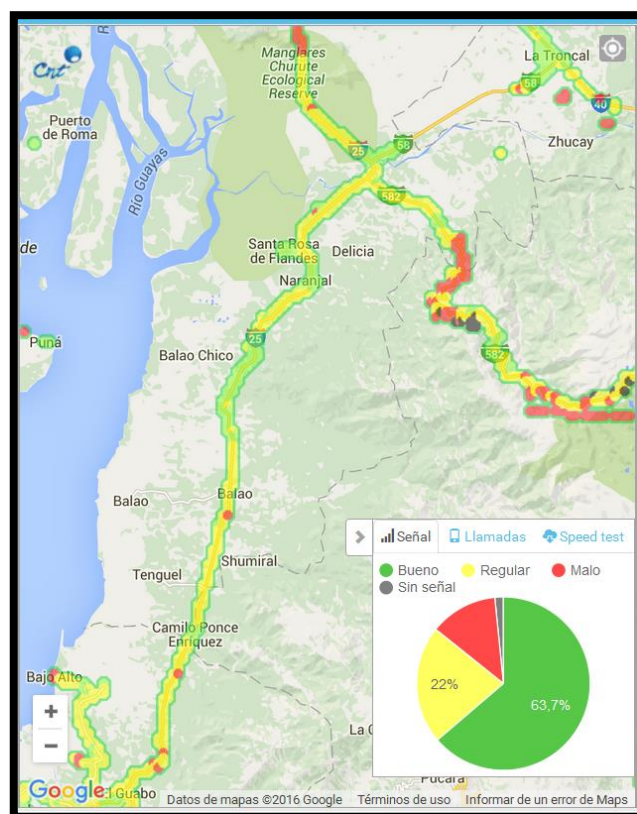 Cnt
Manglares
Churute
Ecological
Reserve
La Troncal
58
40
Puerto
de Roma
Zhucay
Río Guayas
25
58
582
de
Santa Rosa
de Flandes
Delicia
Naranjal
Puná
25
Balao Chico
582
Balao
Balao
Shumiral
Tenguel
Camilo Ponce
Enríquez
Bajo Alto
Señal
Llamadas
Speed test
Bueno
Regular
Malo
Sin señal
22%
63,7%
+
−
Pucará
Google
El Guabo
Datos de mapas ©2016 Google
Términos de uso
Informar de un error de Maps